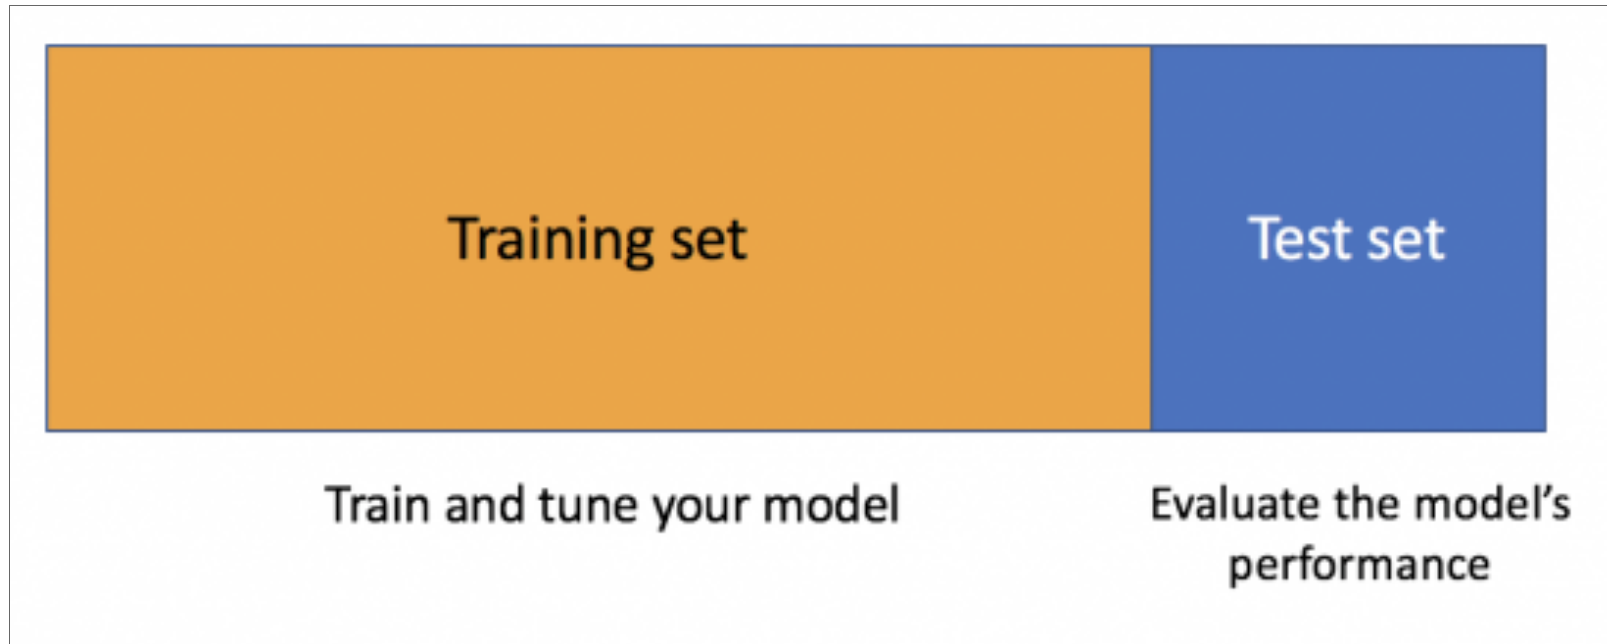 Training set
Test set
Train and tune your model
Evaluate the model’s
performance